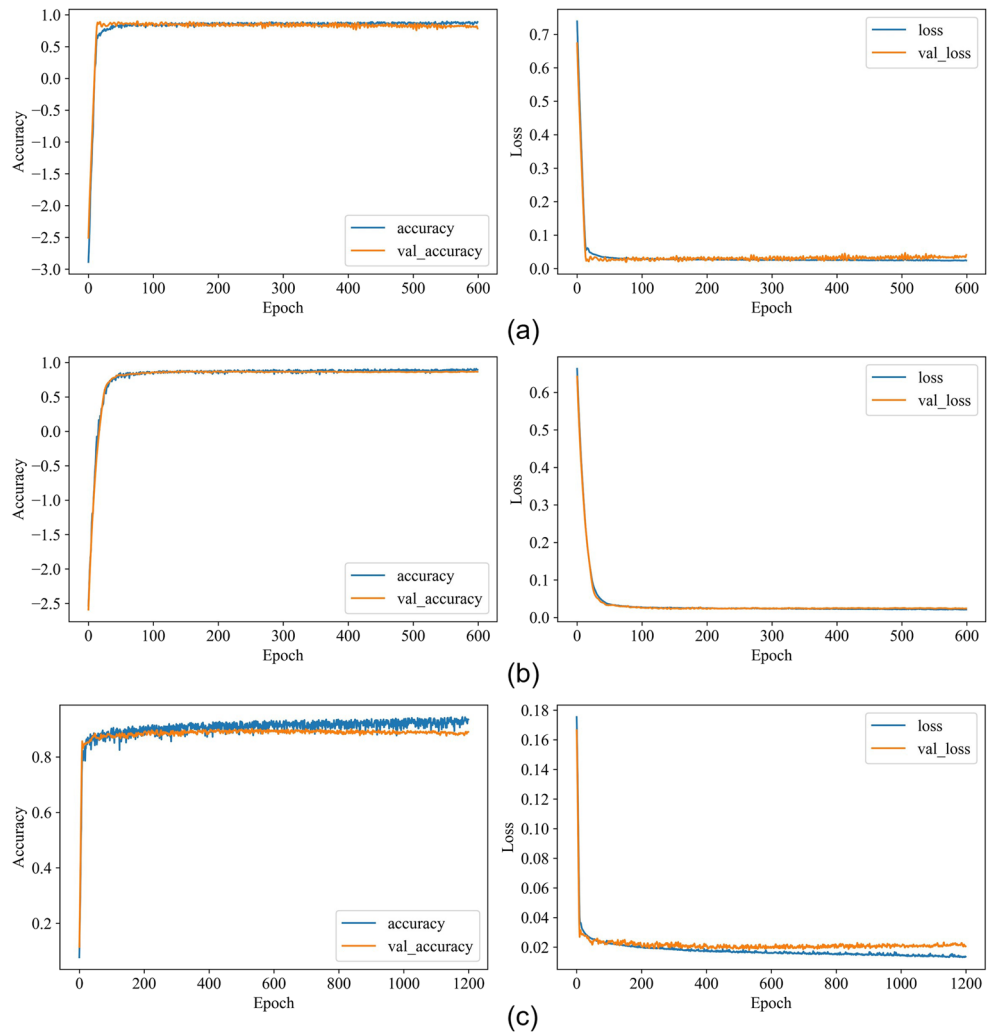 1.0
0.5
0.0
−0.5
−1.0
−1.5
−2.0
−2.5
−3.0
Accuracy
accuracy
val_accuracy
0 100 200 300 400 500 600
Epoch
0.7
0.6
0.5
0.4
0.3
0.2
0.1
0.0
Loss
loss
val_loss
0 100 200 300 400 500 600
Epoch
(a)
1.0
0.5
0.0
−0.5
−1.0
−1.5
−2.0
−2.5
Accuracy
accuracy
val_accuracy
0 100 200 300 400 500 600
Epoch
0.6
0.5
0.4
0.3
0.2
0.1
0.0
Loss
loss
val_loss
0 100 200 300 400 500 600
Epoch
(b)
0.8
0.6
0.4
0.2
Accuracy
accuracy
val_accuracy
0 200 400 600 800 1000 1200
Epoch
0.18
0.16
0.14
0.12
0.10
0.08
0.06
0.04
0.02
Loss
loss
val_loss
0 200 400 600 800 1000 1200
Epoch
(c)